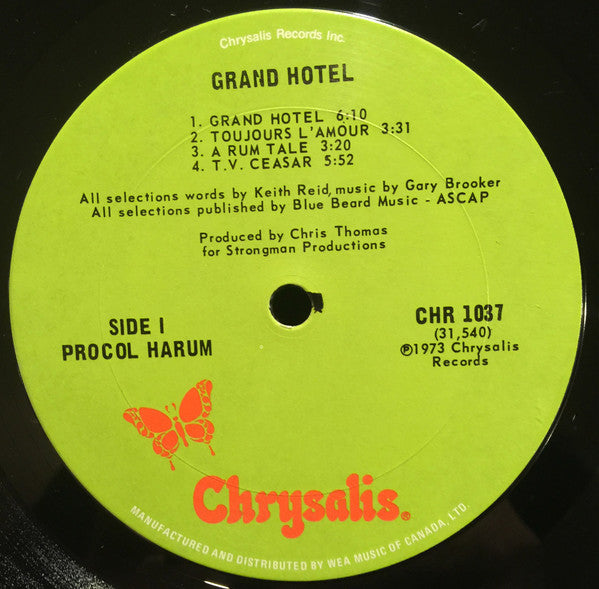 Chrysalis Records Inc.
GRAND HOTEL
1. GRAND HOTEL 6:10
2. TOUJOURS L'AMOUR 3:31
3. A RUM TALE 3:20
4. T.V. CEASAR 5:52
All selections words by Keith Reid, music by Gary Brooker
All selections published by Blue Beard Music - ASCAP
Produced by Chris Thomas
for Strongman Productions
SIDE I
PROCOL HARUM
CHR 1037
(31,540)
℗1973 Chrysalis
Records
Chrysalis®
MANUFACTURED AND DISTRIBUTED BY WEA MUSIC OF CANADA, LTD.